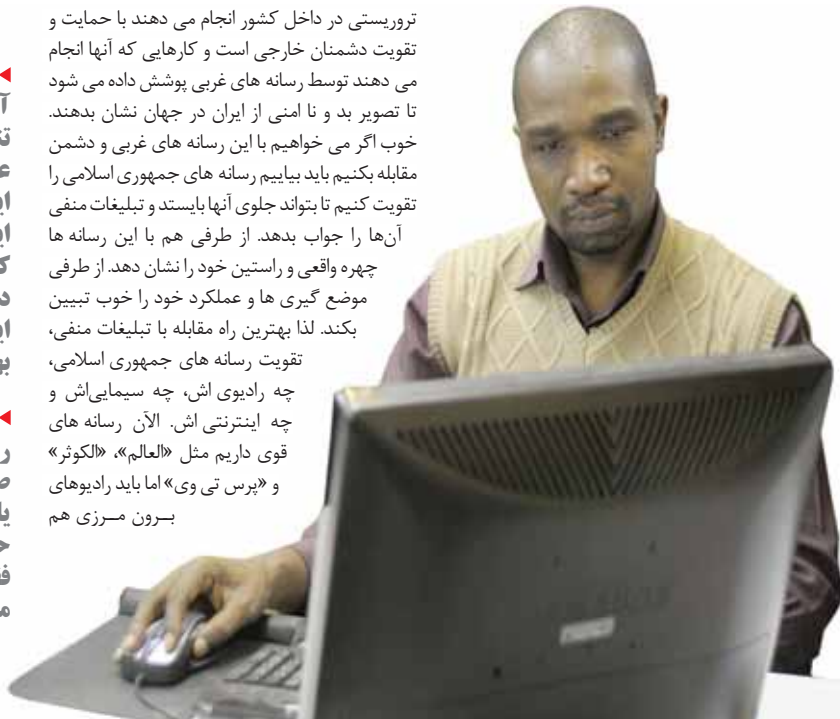 تروریستی در داخل کشور انجام می دهند با حمایت و
تقویت دشمنان خارجی است و کارهایی که آنها انجام
می دهند توسط رسانه های غربی پوشش داده می شود
تا تصویر بد و نا امنی از ایران در جهان نشان بدهند.
خوب اگر می خواهیم با این رسانه های غربی و دشمن
مقابله بکنیم باید بیاییم رسانه های جمهوری اسلامی را
تقویت کنیم تا بتواند جلوی آنها بایستد و تبلیغات منفی
آن‌ها را جواب بدهد. از طرفی هم با این رسانه ها
چهره واقعی و راستین خود را نشان دهد. از طرفی
موضع گیری ها و عملکرد خود را خوب تبیین
بکند. لذا بهترین راه مقابله با تبلیغات منفی،
تقویت رسانه های جمهوری اسلامی،
چه رادیوی اش، چه سیمایی‌اش و
چه اینترنتی اش. الآن رسانه های
قوی داریم مثل «العالم»، «الکوثر»
و «پرس تی وی» اما باید رادیوهای
بــرون مــرزی هم